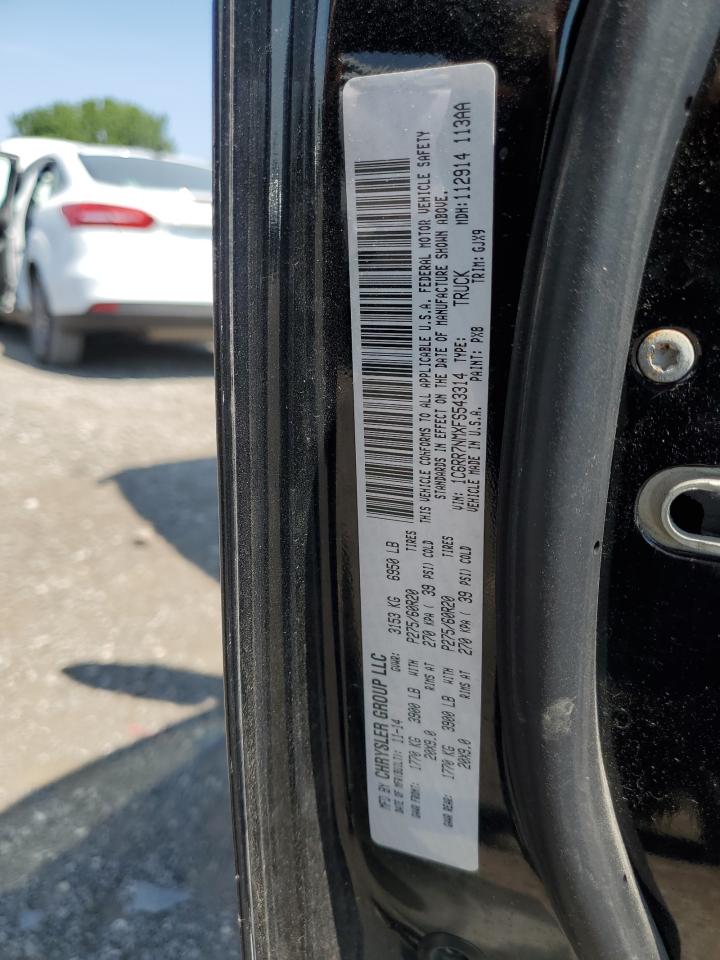 MFD BY CHRYSLER GROUP LLC
DATE OF MFR(BUILT): 11-14 GVWR: 3153 KG 6950 LB
GAWR FRONT: 1770 KG 3900 LB WITH P275/60R20 TIRES
20X9.0 RIMS AT 270 KPA ( 39 PSI) COLD
GAWR REAR: 1770 KG 3900 LB WITH P275/60R20 TIRES
20X9.0 RIMS AT 270 KPA ( 39 PSI) COLD
THIS VEHICLE CONFORMS TO ALL APPLICABLE U.S.A. FEDERAL MOTOR VEHICLE SAFETY
STANDARDS IN EFFECT ON THE DATE OF MANUFACTURE SHOWN ABOVE.
VIN: 1C6RR7NMXFS543314 TYPE: TRUCK MDH:112914 113AA
VEHICLE MADE IN U.S.A. PAINT: PX8 TRIM: GJX9